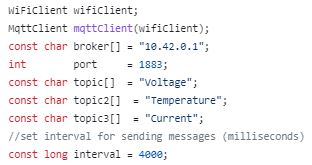 WiFiClient wifiClient;
MqttClient mqttClient(wifiClient);
const char broker[] = "10.42.0.1";
int        port     = 1883;
const char topic[]  = "Voltage";
const char topic2[]  = "Temperature";
const char topic3[]  = "Current";
//set interval for sending messages (milliseconds)
const long interval = 4000;